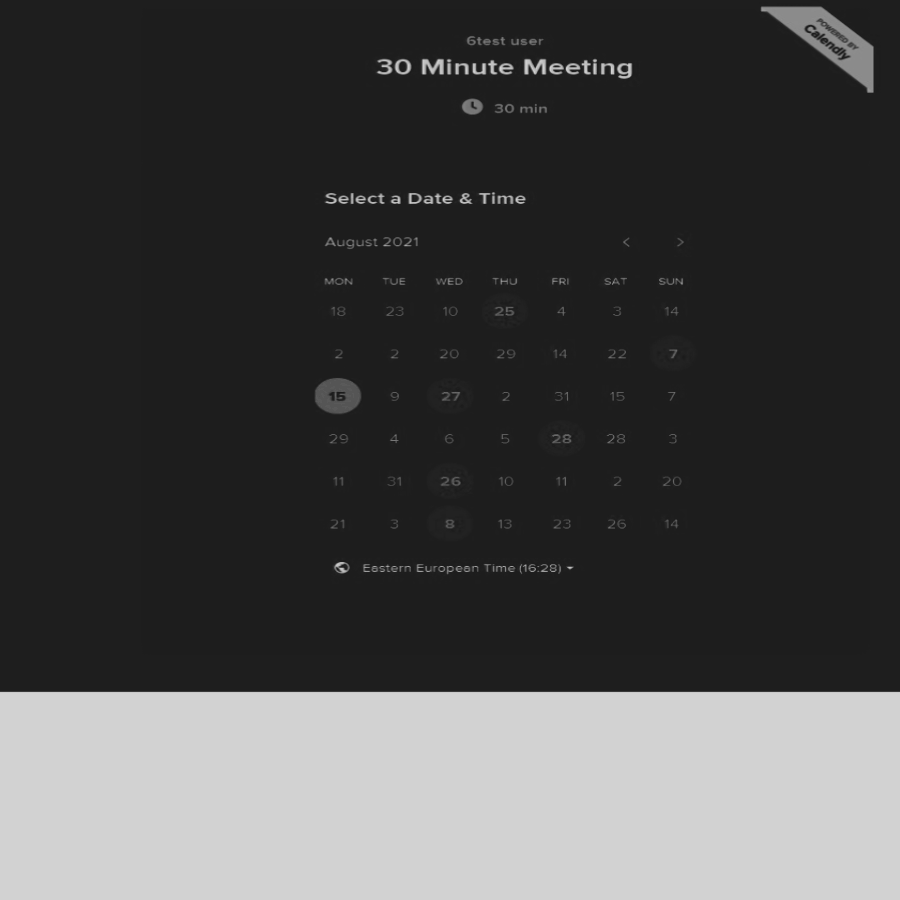 6test user
30 Minute Meeting
30 min
POWERED BY
Calendly
Select a Date & Time
August 2021
MON TUE WED THU FRI SAT SUN
18 23 10 25 4 3 14
2 2 20 29 14 22 7
15 9 27 2 31 15 7
29 4 6 5 28 28 3
11 31 26 10 11 2 20
21 3 8 13 23 26 14
Eastern European Time (16:28)